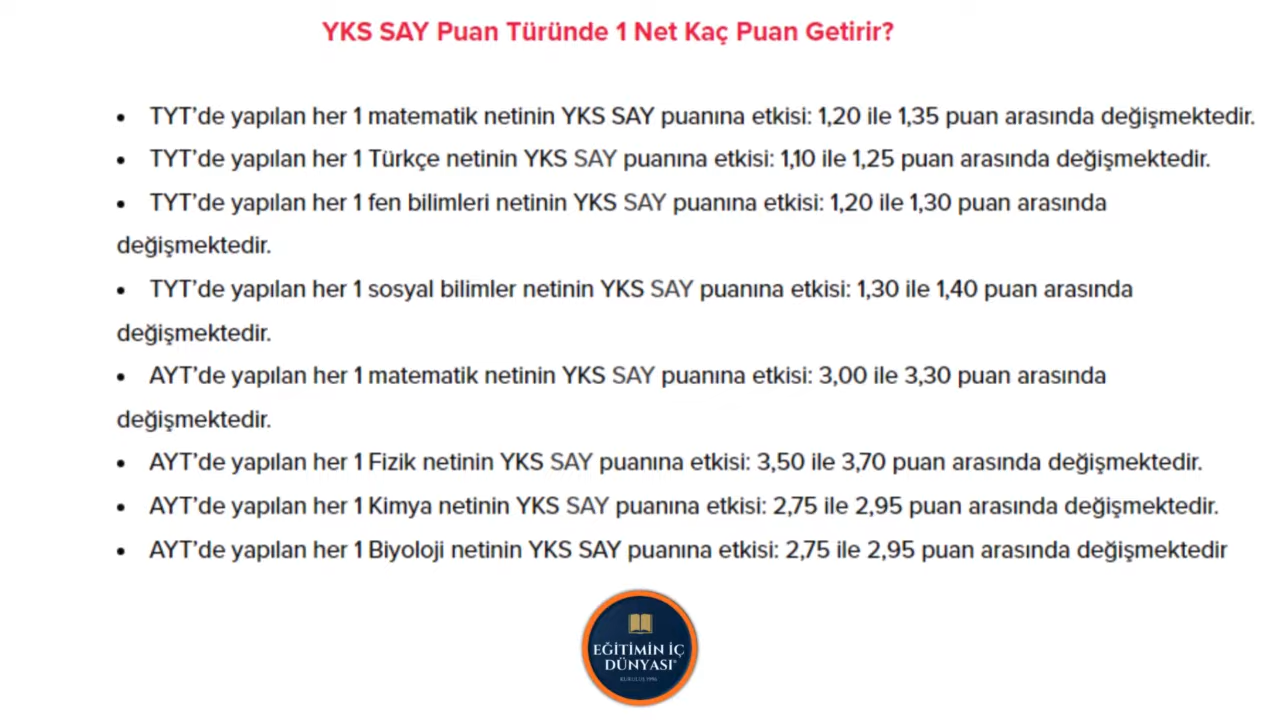 YKS SAY Puan Türünde 1 Net Kaç Puan Getirir?
• TYT’de yapılan her 1 matematik netinin YKS SAY puanına etkisi: 1,20 ile 1,35 puan arasında değişmektedir.
• TYT’de yapılan her 1 Türkçe netinin YKS SAY puanına etkisi: 1,10 ile 1,25 puan arasında değişmektedir.
• TYT’de yapılan her 1 fen bilimleri netinin YKS SAY puanına etkisi: 1,20 ile 1,30 puan arasında
değişmektedir.
• TYT’de yapılan her 1 sosyal bilimler netinin YKS SAY puanına etkisi: 1,30 ile 1,40 puan arasında
değişmektedir.
• AYT’de yapılan her 1 matematik netinin YKS SAY puanına etkisi: 3,00 ile 3,30 puan arasında
değişmektedir.
• AYT’de yapılan her 1 Fizik netinin YKS SAY puanına etkisi: 3,50 ile 3,70 puan arasında değişmektedir.
• AYT’de yapılan her 1 Kimya netinin YKS SAY puanına etkisi: 2,75 ile 2,95 puan arasında değişmektedir.
• AYT’de yapılan her 1 Biyoloji netinin YKS SAY puanına etkisi: 2,75 ile 2,95 puan arasında değişmektedir
EĞİTİMİN İÇ
DÜNYASI®
KURULUŞ 1996